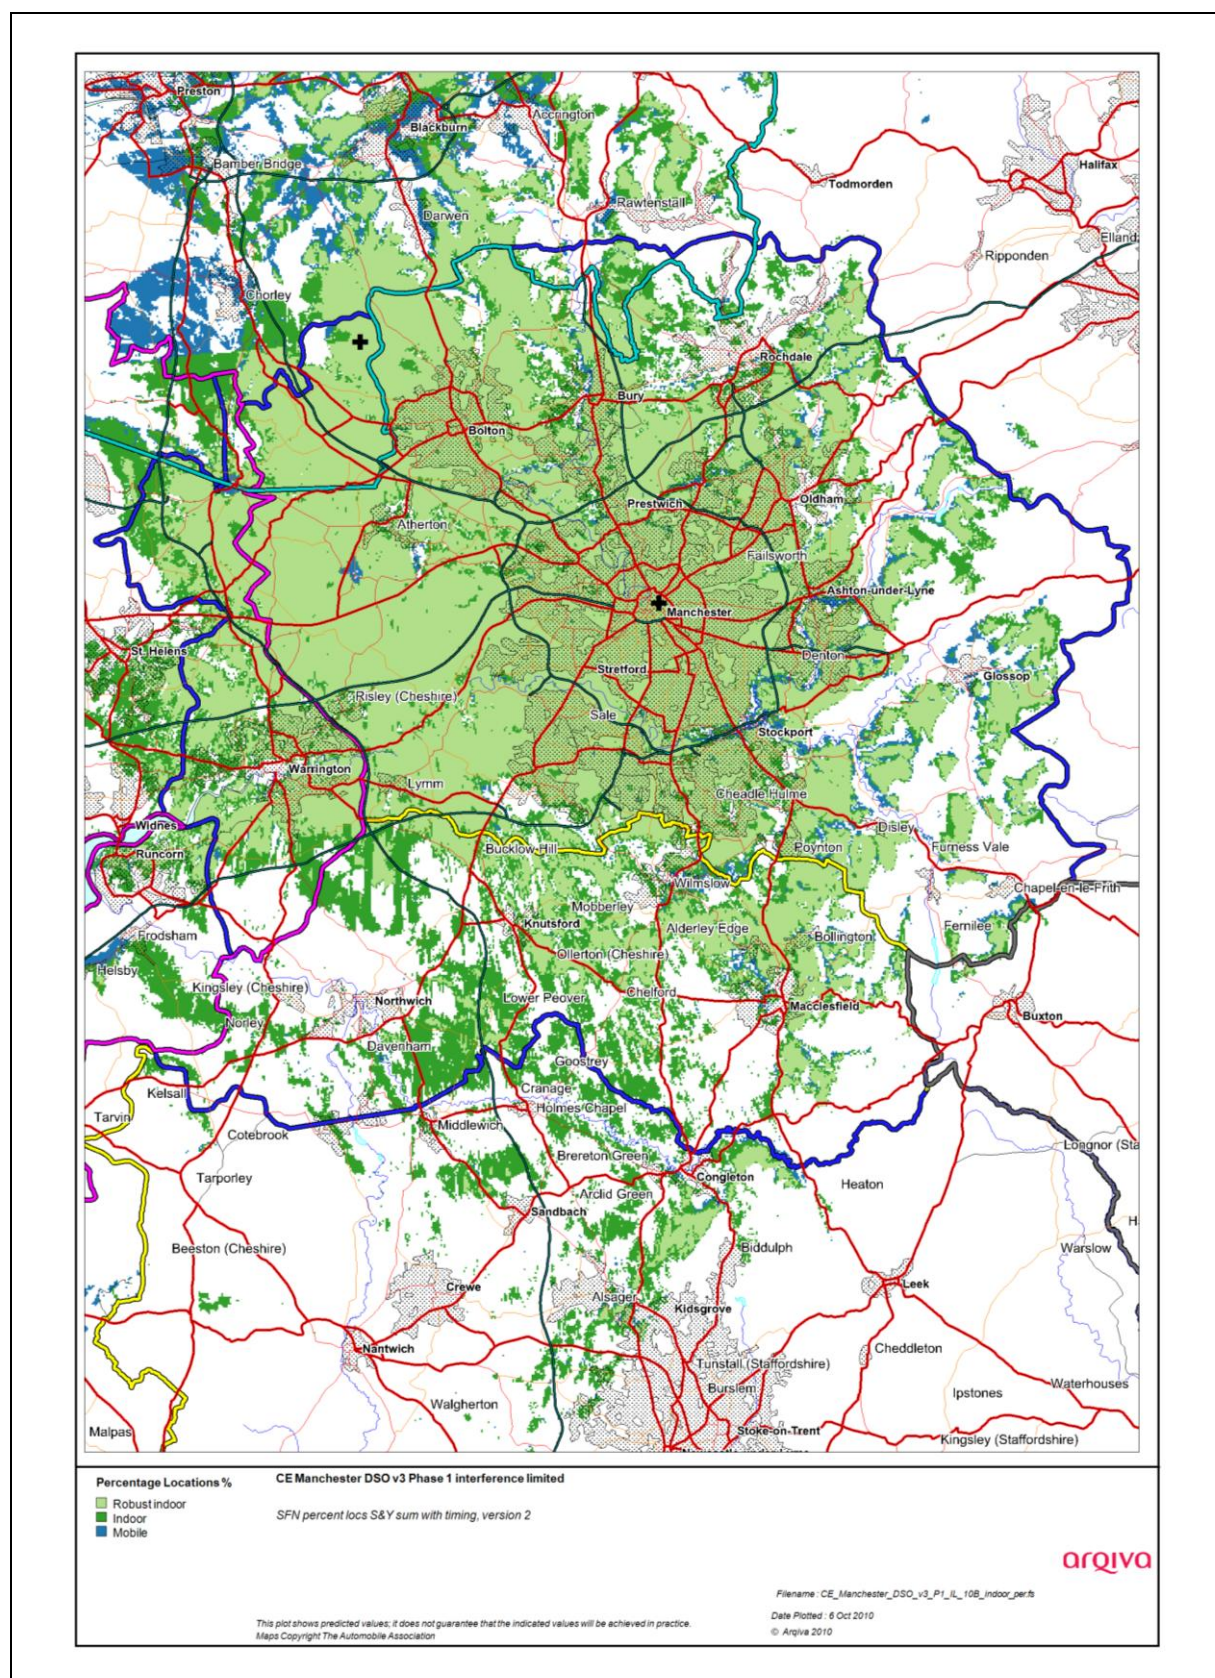 Preston
Blackburn
Accrington
Bamber Bridge
Halifax
Todmorden
Rawtenstall
Darwen
Elland
Ripponden
Chorley
Rochdale
Bury
Bolton
Prestwich
Oldham
Atherton
Failsworth
Ashton-under-Lyne
Manchester
St. Helens
Denton
Stretford
Glossop
Risley (Cheshire)
Sale
Stockport
Warrington
Lymm
Cheadle Hulme
Widnes
Disley
Runcorn
Bucklow Hill
Poynton
Furness Vale
Wilmslow
Chapel-en-le-Frith
Mobberley
Knutsford
Alderley Edge
Fernilee
Frodsham
Bollington
Ollerton (Cheshire)
Helsby
Kingsley (Cheshire)
Northwich
Lower Peover
Chelford
Macclesfield
Buxton
Norley
Davenham
Goostrey
Cranage
Kelsall
Holmes Chapel
Tarvin
Middlewich
Cotebrook
Longnor (Sta
Brereton Green
Tarporley
Congleton
Heaton
Arclid Green
Sandbach
H
Beeston (Cheshire)
Biddulph
Warslow
Crewe
Leek
Alsager
Kidsgrove
Nantwich
Cheddleton
Tunstall (Staffordshire)
Burslem
Waterhouses
Ipstones
Walgherton
Malpas
Stoke-on-Trent
Kingsley (Staffordshire)
Percentage Locations %
Robust indoor
Indoor
Mobile
CE Manchester DSO v3 Phase 1 interference limited
SFN percent locs S&Y sum with timing, version 2
arqiva
Filename : CE_Manchester_DSO_v3_P1_IL_10B_indoor_per.fs
Date Plotted : 6 Oct 2010
© Arqiva 2010
This plot shows predicted values; it does not guarantee that the indicated values will be achieved in practice.
Maps Copyright The Automobile Association